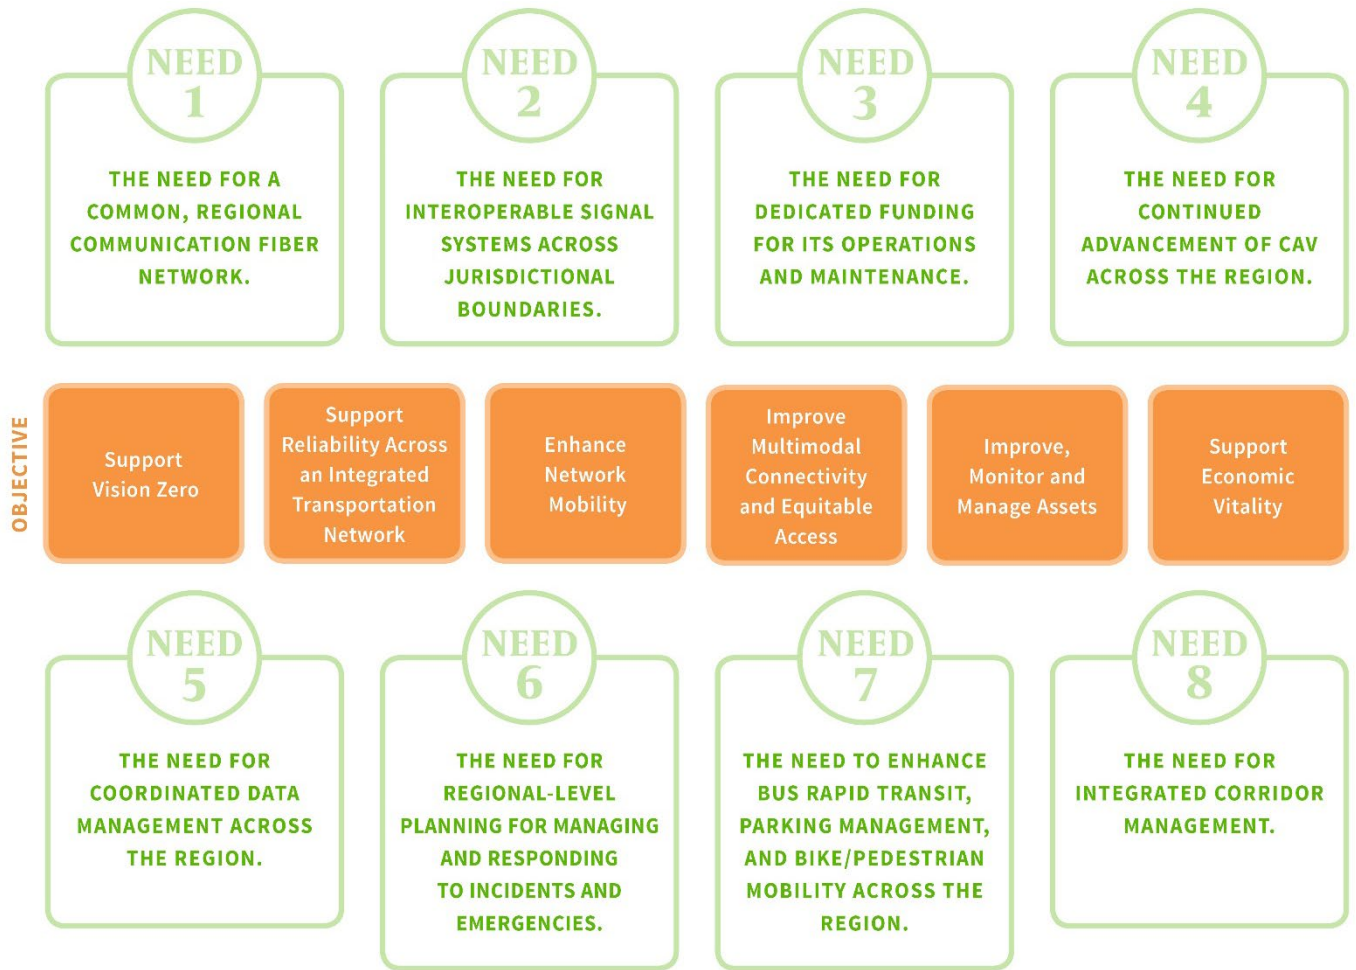 NEED
1
THE NEED FOR A
COMMON, REGIONAL
COMMUNICATION FIBER
NETWORK.
NEED
2
THE NEED FOR
INTEROPERABLE SIGNAL
SYSTEMS ACROSS
JURISDICTIONAL
BOUNDARIES.
NEED
3
THE NEED FOR
DEDICATED FUNDING
FOR ITS OPERATIONS
AND MAINTENANCE.
NEED
4
THE NEED FOR
CONTINUED
ADVANCEMENT OF CAV
ACROSS THE REGION.
OBJECTIVE
Support
Vision Zero
Support
Reliability Across
an Integrated
Transportation
Network
Enhance
Network
Mobility
Improve
Multimodal
Connectivity
and Equitable
Access
Improve,
Monitor and
Manage Assets
Support
Economic
Vitality
NEED
5
THE NEED FOR
COORDINATED DATA
MANAGEMENT ACROSS
THE REGION.
NEED
6
THE NEED FOR
REGIONAL-LEVEL
PLANNING FOR MANAGING
AND RESPONDING
TO INCIDENTS AND
EMERGENCIES.
NEED
7
THE NEED TO ENHANCE
BUS RAPID TRANSIT,
PARKING MANAGEMENT,
AND BIKE/PEDESTRIAN
MOBILITY ACROSS THE
REGION.
NEED
8
THE NEED FOR
INTEGRATED CORRIDOR
MANAGEMENT.